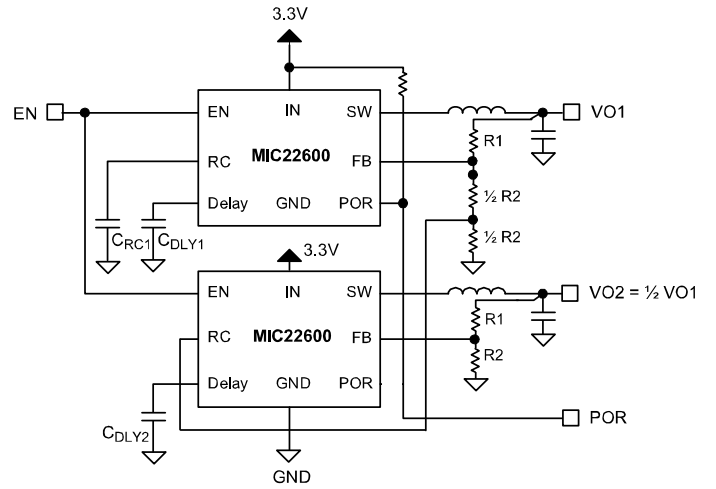 3.3V
EN
EN
IN
SW
VO1
R1
RC
MIC22600
FB
½ R2
Delay
GND
POR
½ R2
CRC1
CDLY1
3.3V
EN
IN
SW
VO2 = ½ VO1
R1
RC
MIC22600
FB
R2
Delay
GND
POR
CDLY2
POR
GND